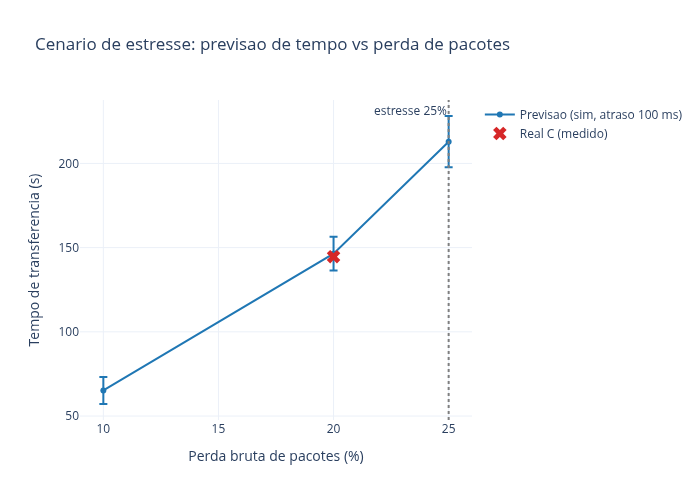 Cenario de estresse: previsao de tempo vs perda de pacotes
estresse 25%
Previsao (sim, atraso 100 ms)
Real C (medido)
Tempo de transferencia (s)
200
150
100
50
10
15
20
25
Perda bruta de pacotes (%)